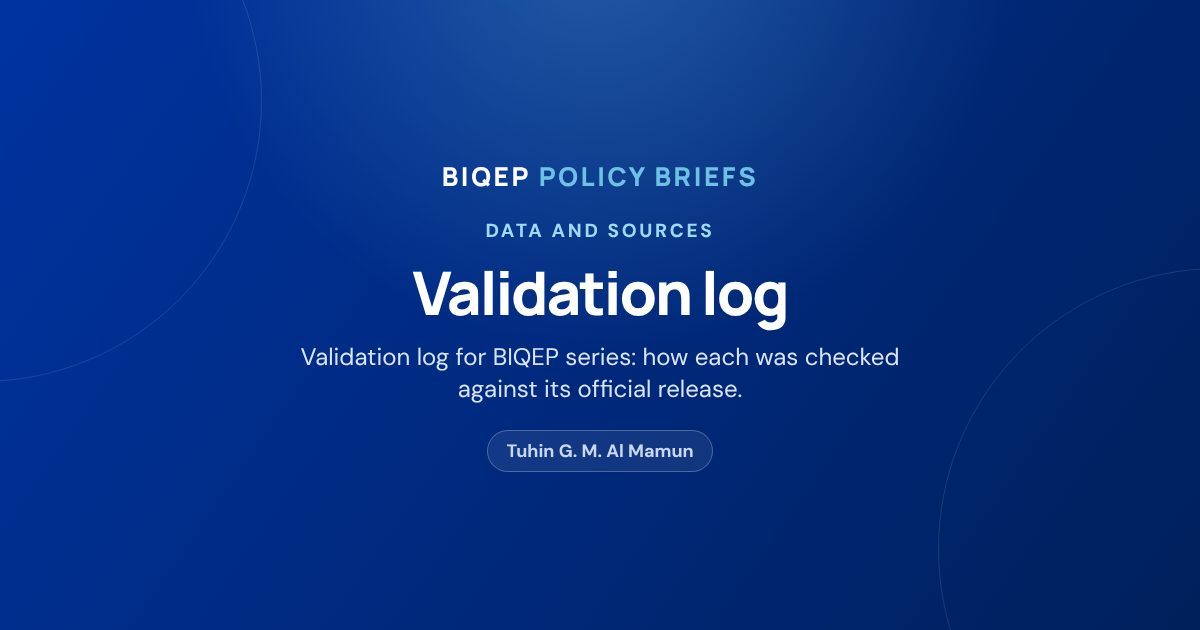 BIQEP POLICY BRIEFS
DATA AND SOURCES
Validation log
Validation log for BIQEP series: how each was checked
against its official release.
Tuhin G. M. Al Mamun